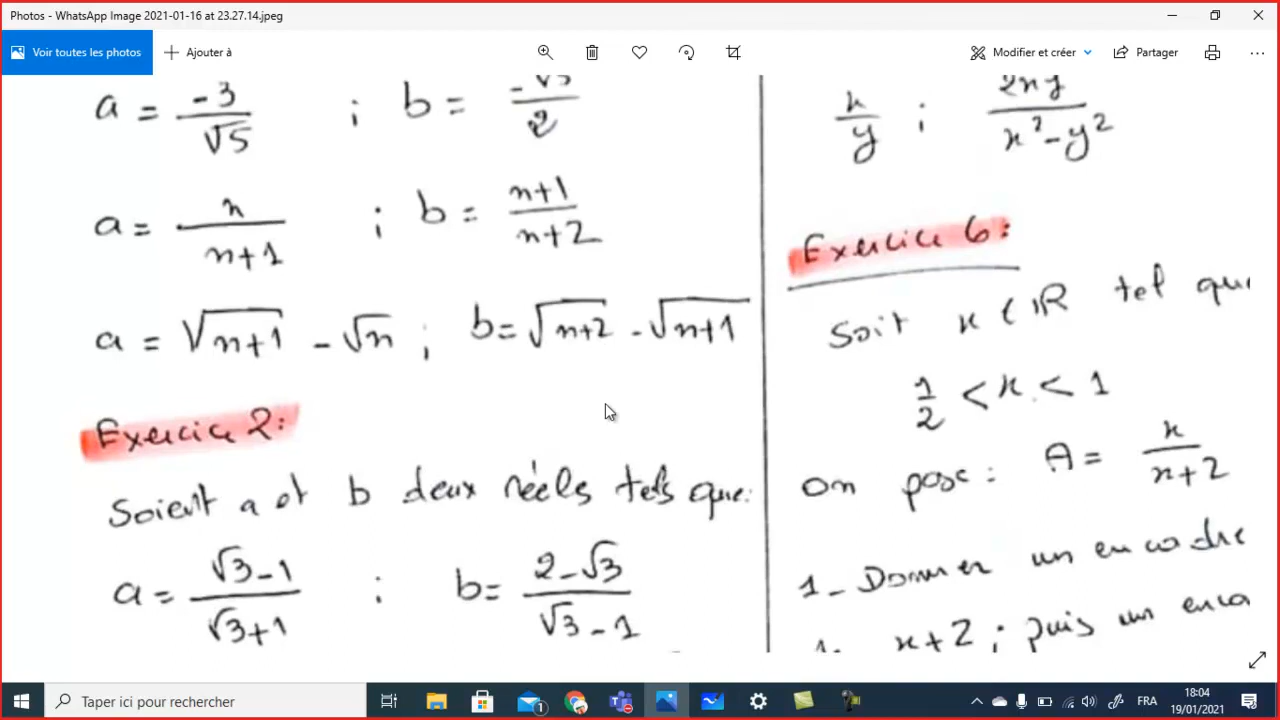 Photos - WhatsApp Image 2021-01-16 at 23.27.14.jpeg
Voir toutes les photos
Ajouter à
Modifier et créer
Partager
a = -3/√5 ; b = -√5/2
a = n/n+1 ; b = n+1/n+2
a = √n+1 - √n ; b = √n+2 - √n+1
Exercice 2:
Soient a et b deux réels tels que:
a = √3-1/√3+1 ; b = 2-√3/√3-1
x/y ; 2xy/x²-y²
Exercice 6:
Soit x ∈ IR tel que
1/2 < x < 1
on pose: A = x/x+2
1- Donner un encadre
x+2 ; puis un enca
Taper ici pour rechercher
1
FRA
18:04
19/01/2021